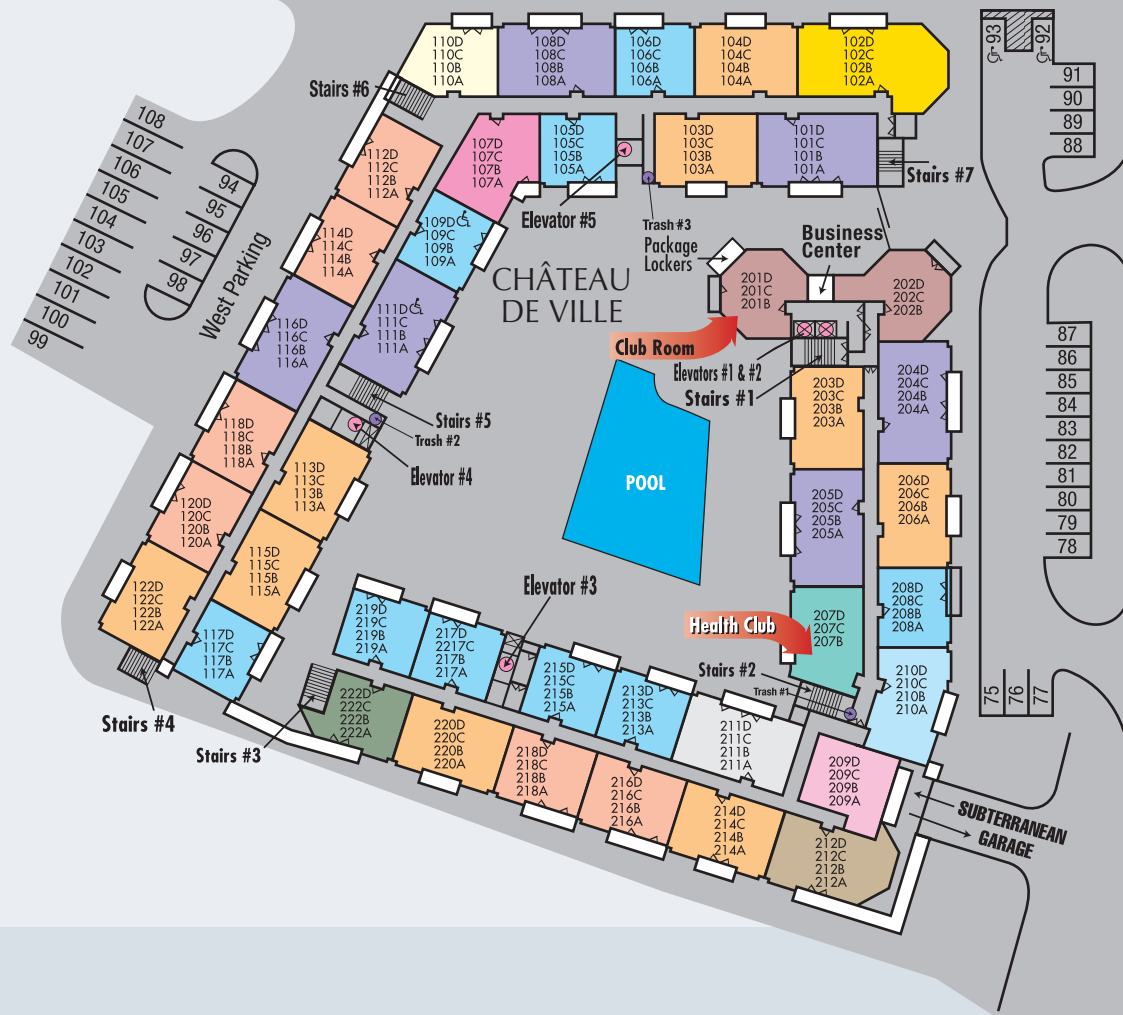 110D
110C
110B
110A
108D
108C
108B
108A
106D
106C
106B
106A
104D
104C
104B
104A
102D
102C
102B
102A
93
92
91
90
89
88
Stairs #6
108
107
106
105
104
103
102
101
100
99
94
95
96
97
98
West Parking
112D
112C
112B
112A
107D
107C
107B
107A
105D
105C
105B
105A
103D
103C
103B
103A
101D
101C
101B
101A
Stairs #7
Elevator #5
Trash #3
Package
Lockers
Business
Center
114D
114C
114B
114A
109D
109C
109B
109A
CHÂTEAU
DE VILLE
201D
201C
201B
202D
202C
202B
116D
116C
116B
116A
111D
111C
111B
111A
Club Room
Elevators #1 & #2
Stairs #1
87
86
85
84
83
82
81
80
79
78
203D
203C
203B
203A
204D
204C
204B
204A
Stairs #5
Trash #2
Elevator #4
118D
118C
118B
118A
113D
113C
113B
113A
POOL
120D
120C
120B
120A
205D
205C
205B
205A
206D
206C
206B
206A
115D
115C
115B
115A
122D
122C
122B
122A
117D
117C
117B
117A
Elevator #3
219D
219C
219B
219A
217D
2217C
217B
217A
215D
215C
215B
215A
213D
213C
213B
213A
Health Club
207D
207C
207B
208D
208C
208B
208A
Stairs #2
Trash #1
210D
210C
210B
210A
75
76
77
Stairs #4
Stairs #3
222D
222C
222B
222A
220D
220C
220B
220A
218D
218C
218B
218A
216D
216C
216B
216A
211D
211C
211B
211A
214D
214C
214B
214A
209D
209C
209B
209A
212D
212C
212B
212A
SUBTERRANEAN
GARAGE